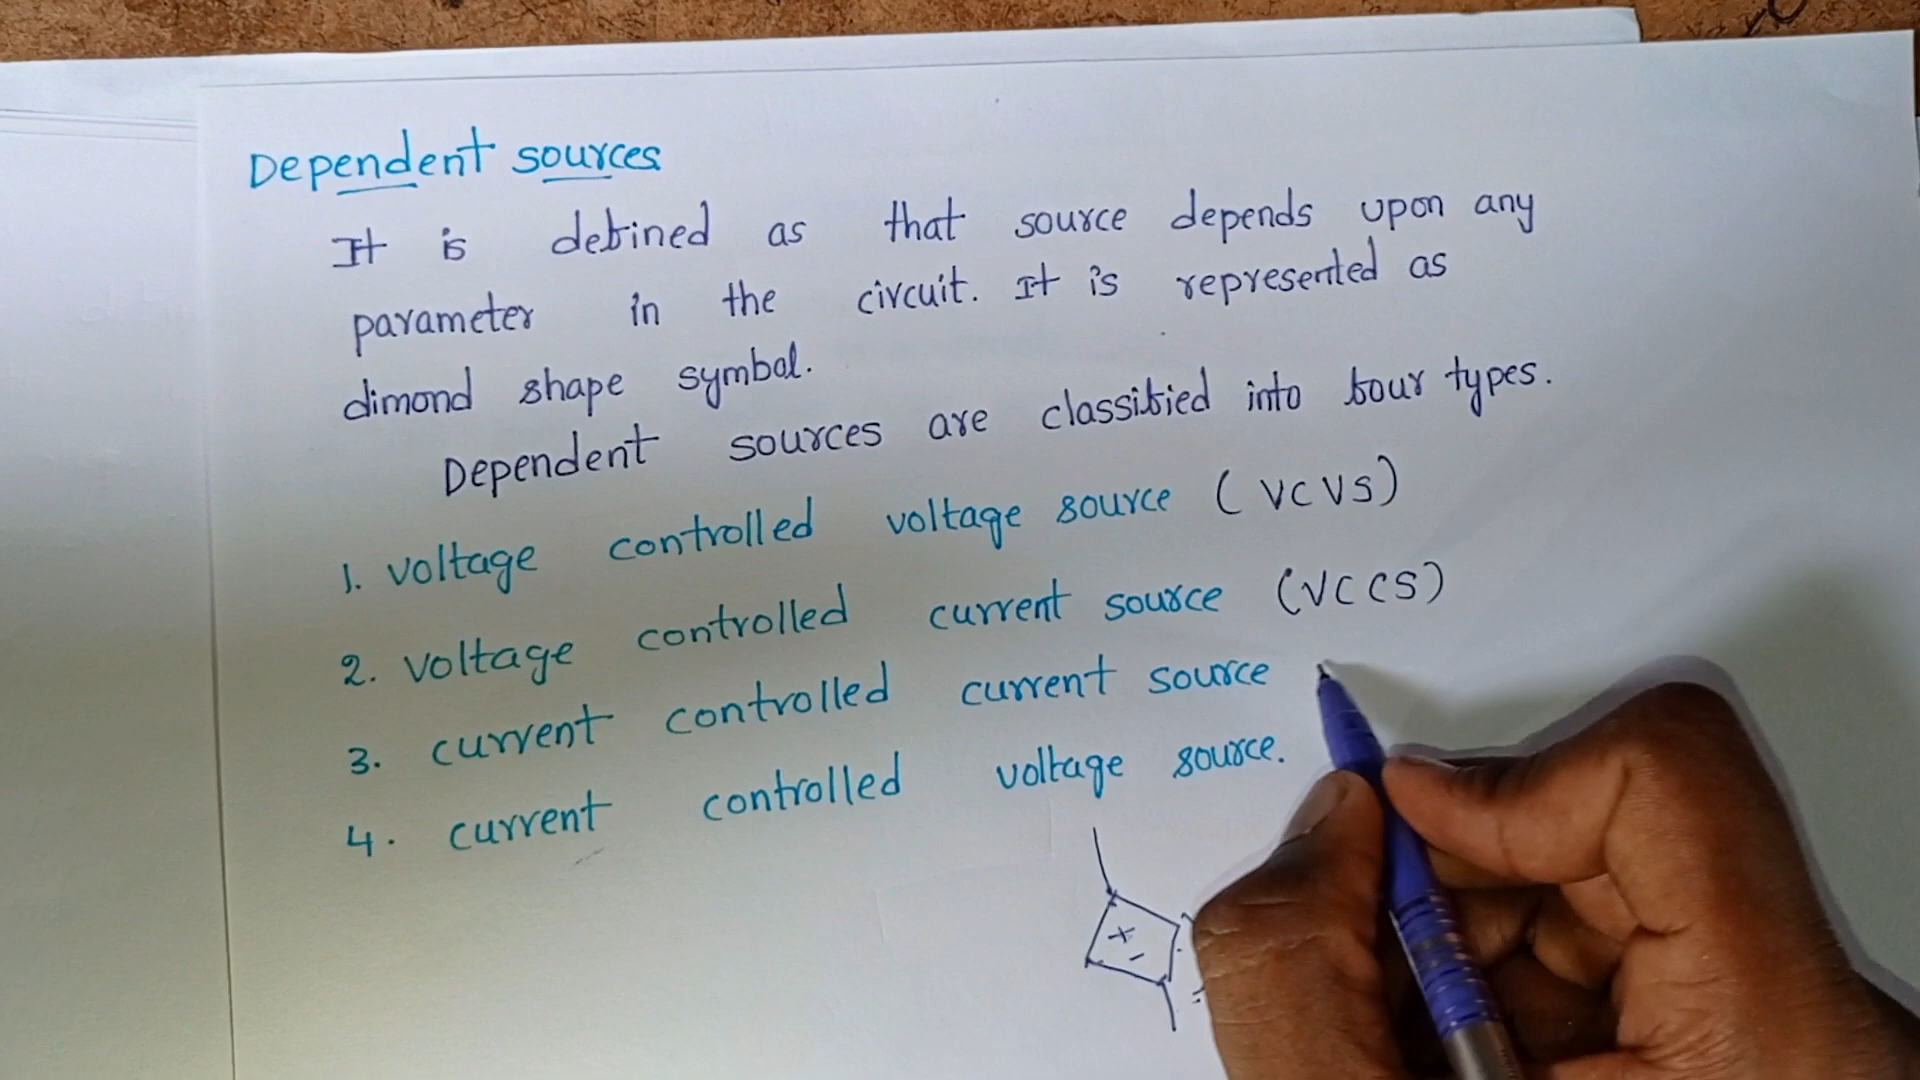 Dependent sources
It is defined as that source depends upon any
parameter in the circuit. It is represented as
dimond shape symbol.
Dependent sources are classified into four types.
1. voltage controlled voltage source (VCVS)
2. voltage controlled current source (VCCS)
3. current controlled current source
4. current controlled voltage source.
+
-